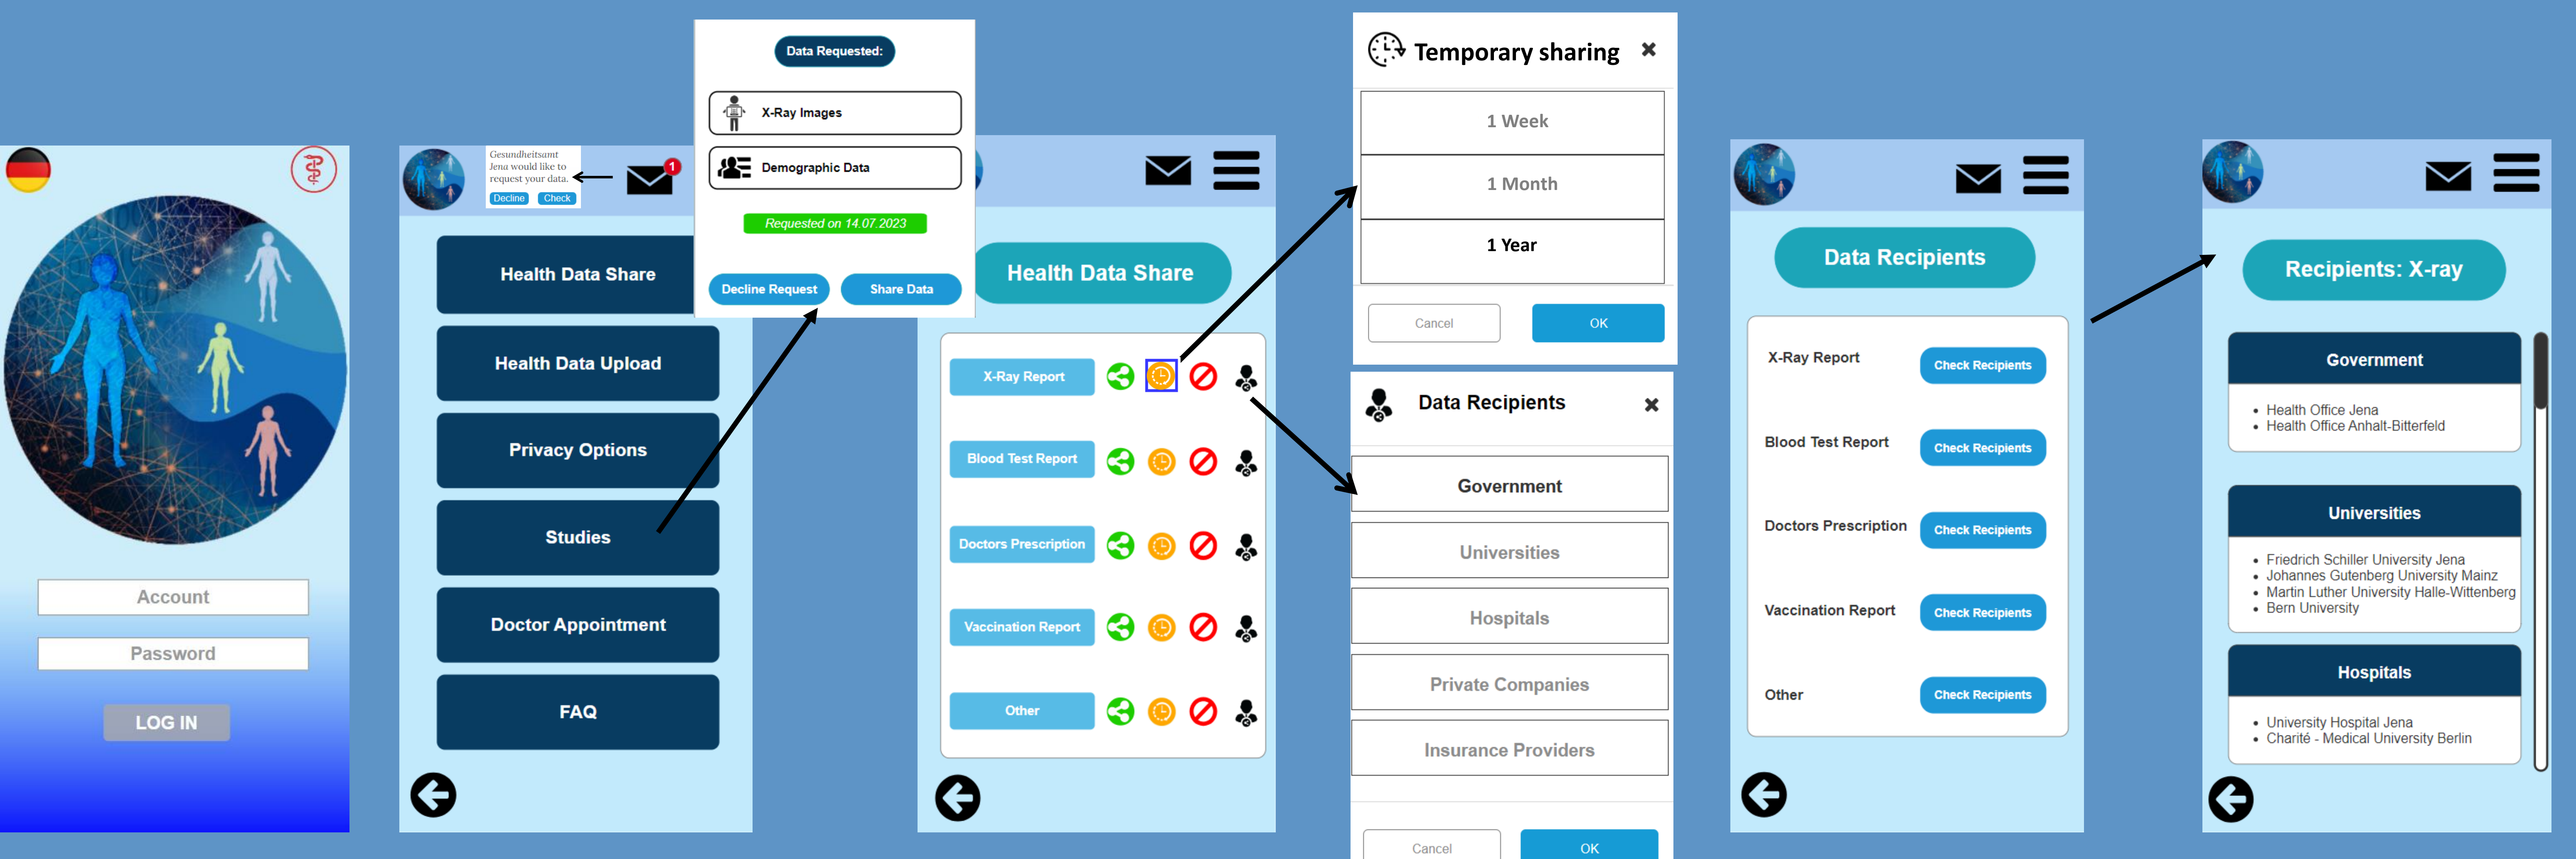 Account
Password
LOG IN
Gesundheitsamt
Jena would like to
request your data.
Decline Check
1
Health Data Share
Health Data Upload
Privacy Options
Studies
Doctor Appointment
FAQ
Data Requested:
X-Ray Images
Demographic Data
Requested on 14.07.2023
Decline Request Share Data
Health Data Share
X-Ray Report
Blood Test Report
Doctors Prescription
Vaccination Report
Other
Temporary sharing
1 Week
1 Month
1 Year
Cancel OK
Data Recipients
Government
Universities
Hospitals
Private Companies
Insurance Providers
Cancel OK
Data Recipients
X-Ray Report Check Recipients
Blood Test Report Check Recipients
Doctors Prescription Check Recipients
Vaccination Report Check Recipients
Other Check Recipients
Recipients: X-ray
Government
• Health Office Jena
• Health Office Anhalt-Bitterfeld
Universities
• Friedrich Schiller University Jena
• Johannes Gutenberg University Mainz
• Martin Luther University Halle-Wittenberg
• Bern University
Hospitals
• University Hospital Jena
• Charité - Medical University Berlin